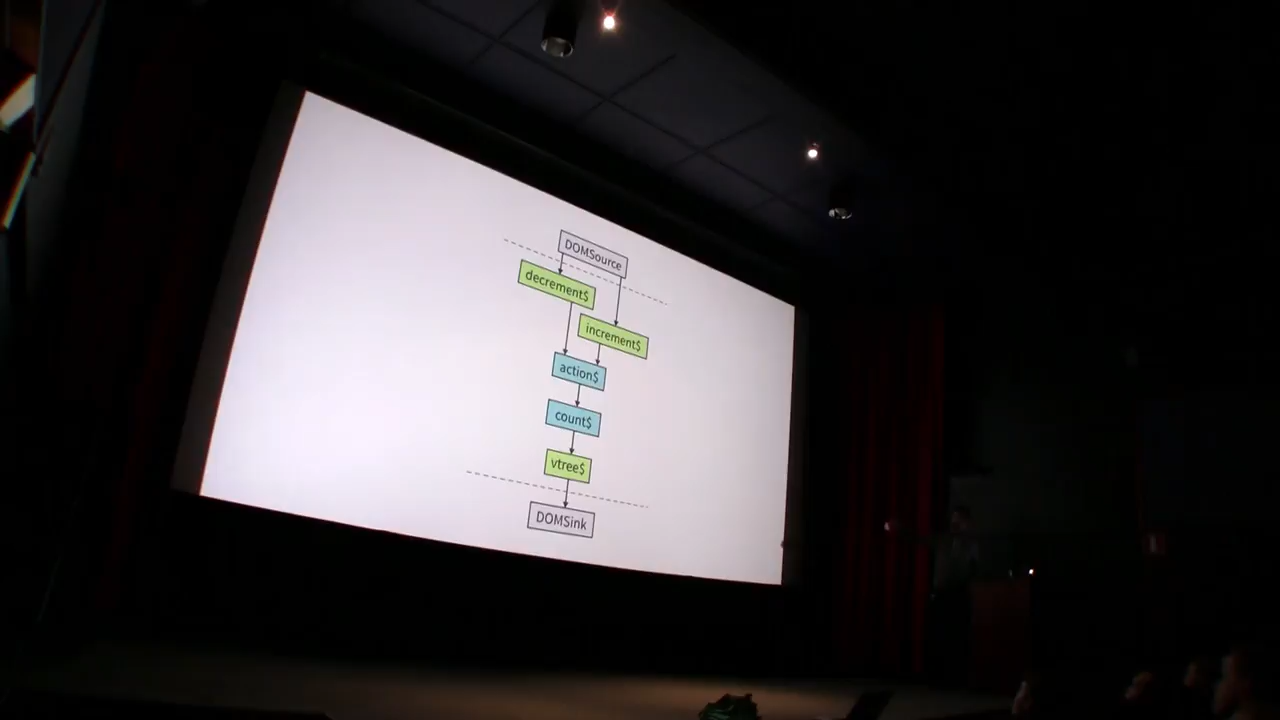 DOMSource
decrement$
increment$
action$
count$
vtree$
DOMSink